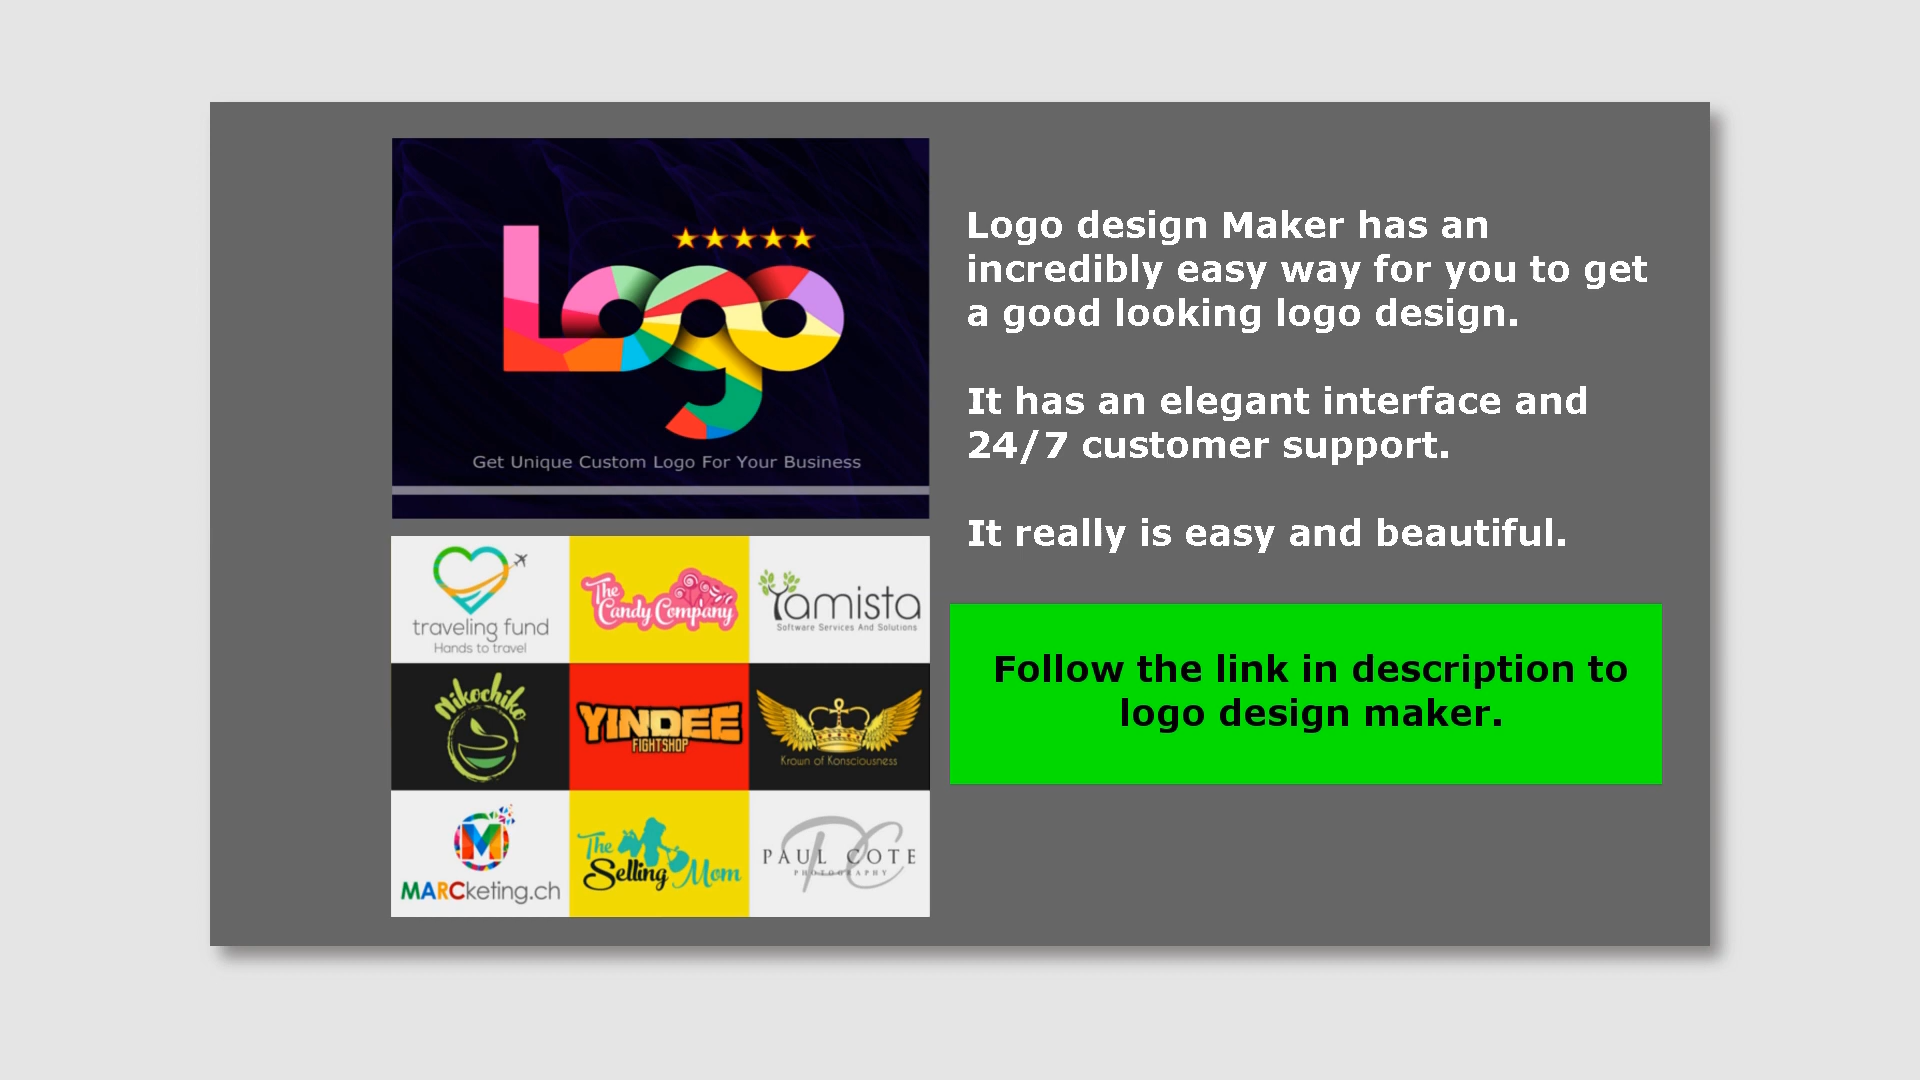 Logo
Get Unique Custom Logo For Your Business
traveling fund
Hands to travel
The
Candy Company
Yamista
Software Services And Solutions
Nikochiko
YINDEE
FIGHTSHOP
Krown of Konsciousness
M
MARCketing.ch
The
Selling Mom
PC
PAUL COTE
PHOTOGRAPHY
Logo design Maker has an
incredibly easy way for you to get
a good looking logo design.
It has an elegant interface and
24/7 customer support.
It really is easy and beautiful.
Follow the link in description to
logo design maker.